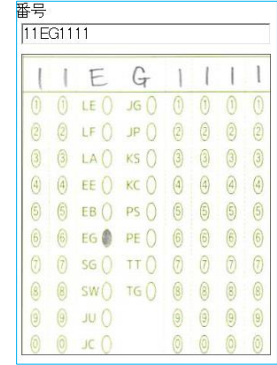 番号
11EG1111
1 1 E G 1 1 1 1
1 1 LE JG 1 1 1 1
2 2 LF JP 2 2 2 2
3 3 LA KS 3 3 3 3
4 4 EE KC 4 4 4 4
5 5 EB PS 5 5 5 5
6 6 EG PE 6 6 6 6
7 7 SG TT 7 7 7 7
8 8 SW TG 8 8 8 8
9 9 JU 9 9 9 9
0 0 JC 0 0 0 0